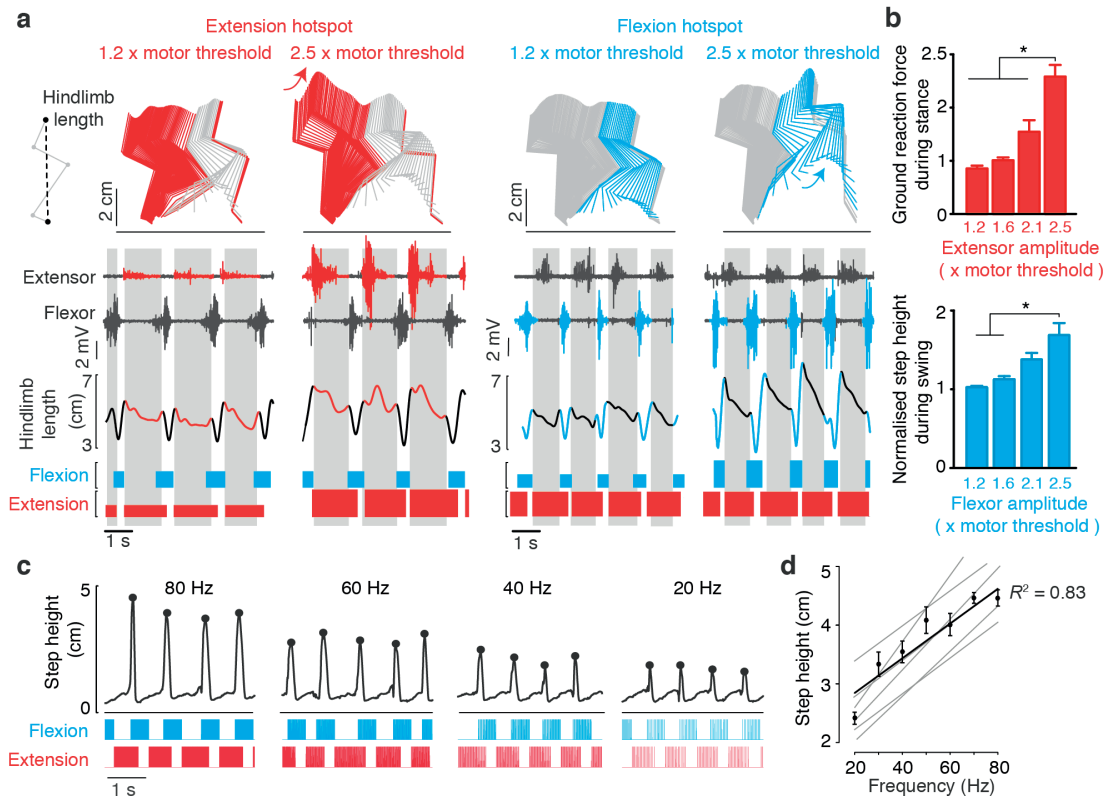 a
Extension hotspot
1.2 x motor threshold
2.5 x motor threshold
Flexion hotspot
1.2 x motor threshold
2.5 x motor threshold
Hindlimb
length
2 cm
2 cm
Extensor
Flexor
2 mV
2 mV
Hindlimb
length
(cm)
7
3
7
3
Flexion
Extension
1 s
1 s
b
Ground reaction force
during stance
2.5
2
1
0
*
1.2 1.6 2.1 2.5
Extensor amplitude
( x motor threshold )
Normalised step height
during swing
2
1
0
*
1.2 1.6 2.1 2.5
Flexor amplitude
( x motor threshold )
c
80 Hz
60 Hz
40 Hz
20 Hz
Step height
(cm)
5
0
Flexion
Extension
1 s
d
Step height (cm)
5
4
3
2
R² = 0.83
20 40 60 80
Frequency (Hz)